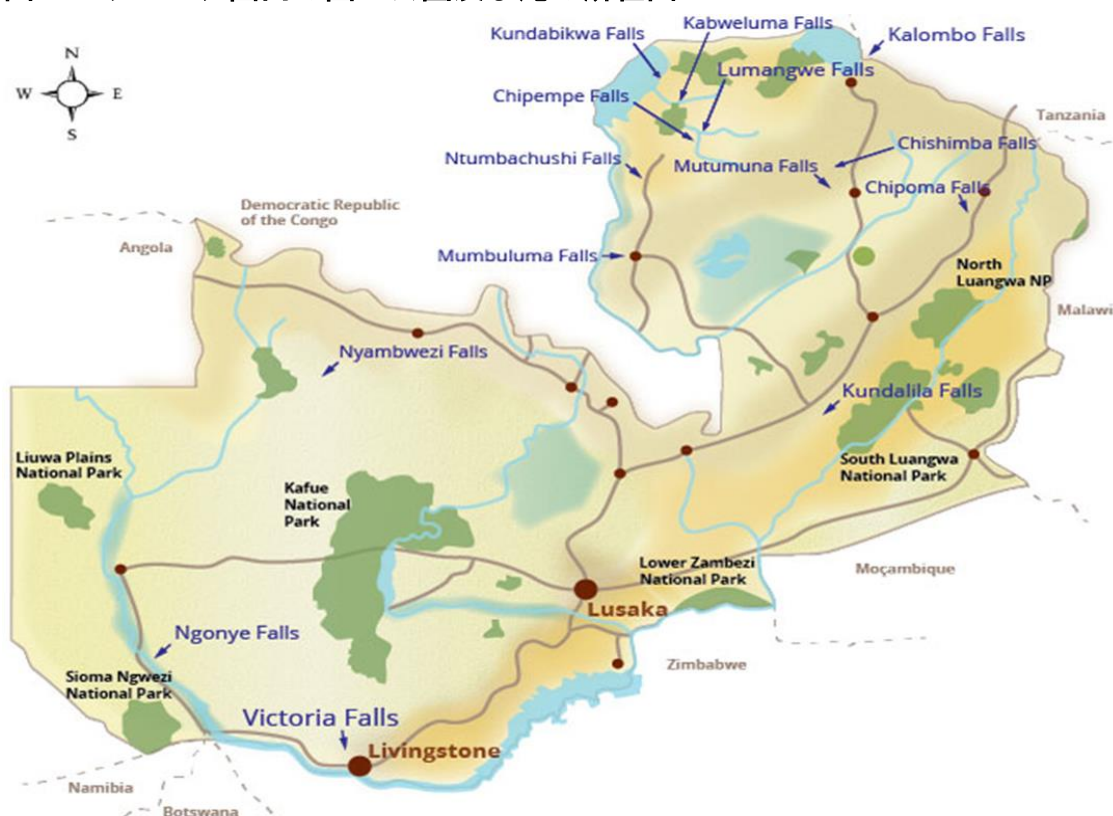 N
W
E
S
Kundabikwa Falls
Kabweluma Falls
Kalombo Falls
Lumangwe Falls
Chipempe Falls
Tanzania
Chishimba Falls
Ntumbachushi Falls
Mutumuna Falls
Chipoma Falls
Democratic Republic
of the Congo
Angola
Mumbuluma Falls
North
Luangwa NP
Malawi
Nyambwezi Falls
Kundalila Falls
Liuwa Plains
National Park
South Luangwa
National Park
Kafue
National
Park
Lower Zambezi
National Park
Moçambique
Lusaka
Ngonye Falls
Zimbabwe
Sioma Ngwezi
National Park
Victoria Falls
Livingstone
Namibia
Botswana